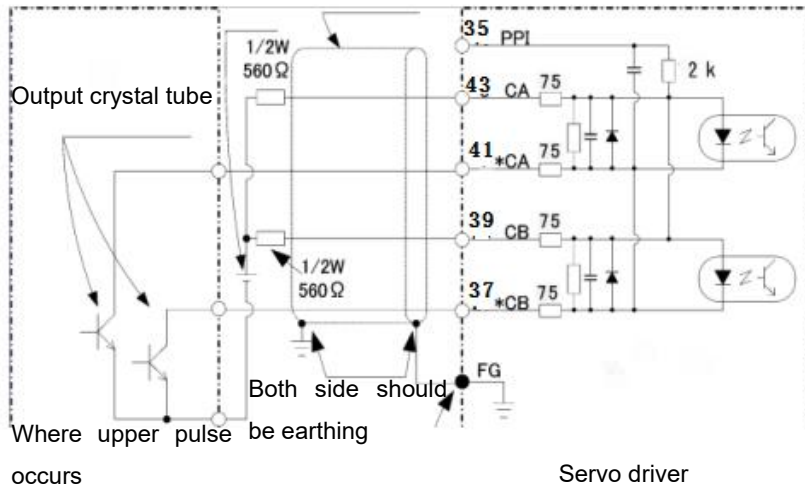 35 PPI
1/2W
560Ω
2 k
43 CA 75
Output crystal tube
41 *CA 75
39 CB 75
1/2W
560Ω
37 *CB 75
FG
Both side should
be earthing
Where upper pulse
occurs
Servo driver